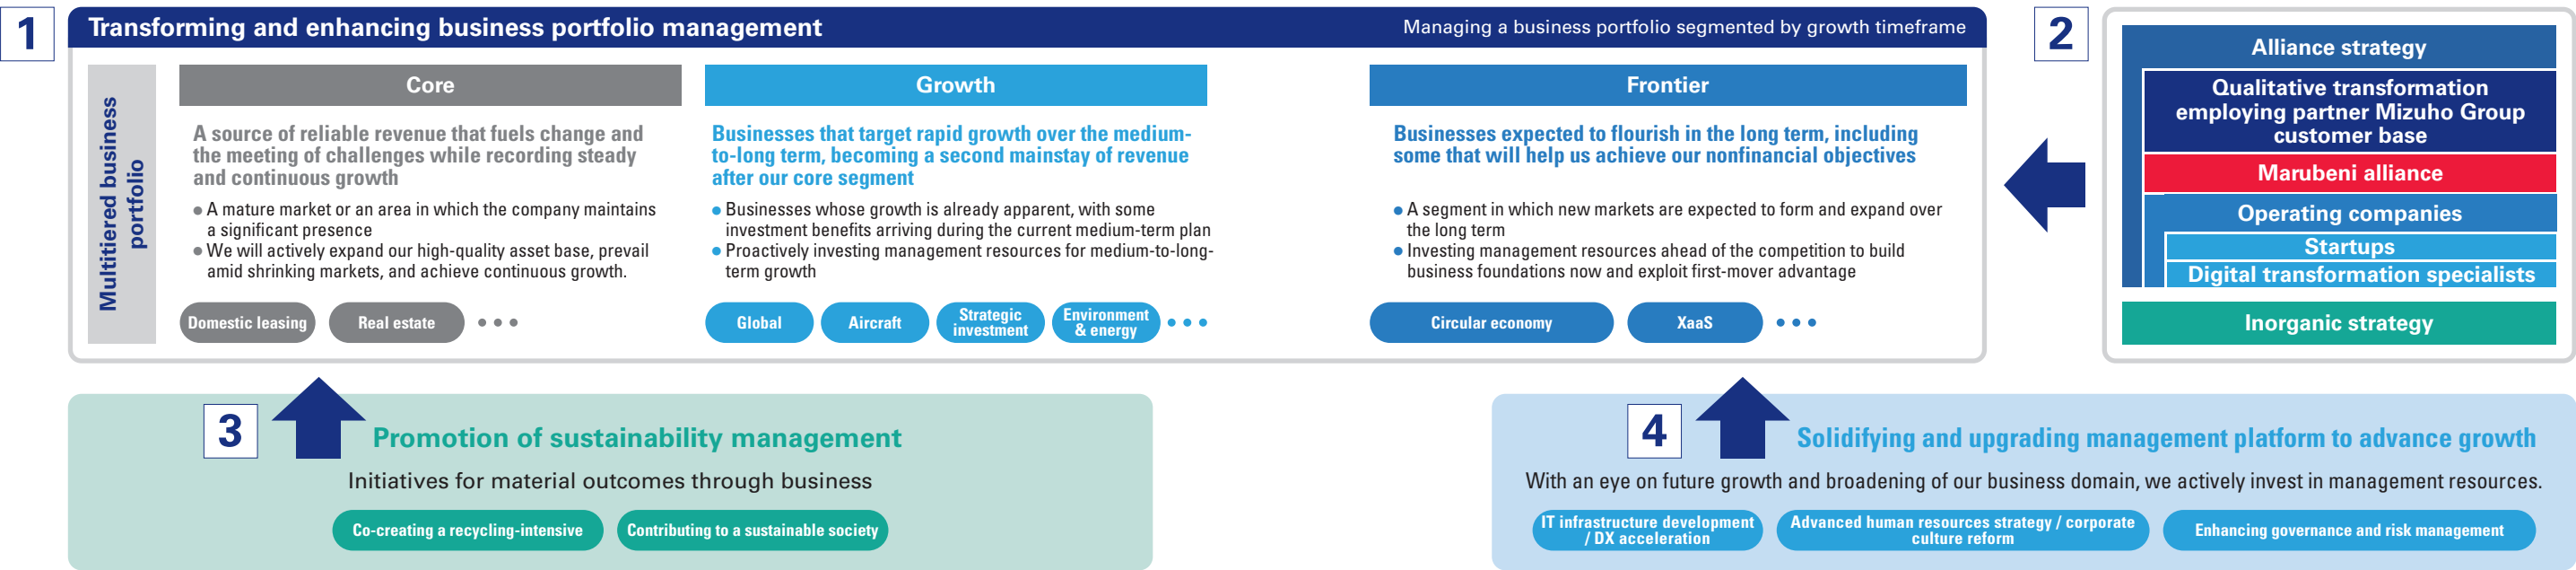 1
Transforming and enhancing business portfolio management
Managing a business portfolio segmented by growth timeframe
Multitiered business
portfolio
Core
A source of reliable revenue that fuels change and
the meeting of challenges while recording steady
and continuous growth
● A mature market or an area in which the company maintains
a significant presence
● We will actively expand our high-quality asset base, prevail
amid shrinking markets, and achieve continuous growth.
Domestic leasing
Real estate
● ● ●
Growth
Businesses that target rapid growth over the medium-
to-long term, becoming a second mainstay of revenue
after our core segment
● Businesses whose growth is already apparent, with some
investment benefits arriving during the current medium-term plan
● Proactively investing management resources for medium-to-long-
term growth
Global
Aircraft
Strategic
investment
Environment
& energy
● ● ●
Frontier
Businesses expected to flourish in the long term, including
some that will help us achieve our nonfinancial objectives
● A segment in which new markets are expected to form and expand over
the long term
● Investing management resources ahead of the competition to build
business foundations now and exploit first-mover advantage
Circular economy
XaaS
● ● ●
2
Alliance strategy
Qualitative transformation
employing partner Mizuho Group
customer base
Marubeni alliance
Operating companies
Startups
Digital transformation specialists
Inorganic strategy
3
Promotion of sustainability management
Initiatives for material outcomes through business
Co-creating a recycling-intensive
Contributing to a sustainable society
4
Solidifying and upgrading management platform to advance growth
With an eye on future growth and broadening of our business domain, we actively invest in management resources.
IT infrastructure development
/ DX acceleration
Advanced human resources strategy / corporate
culture reform
Enhancing governance and risk management